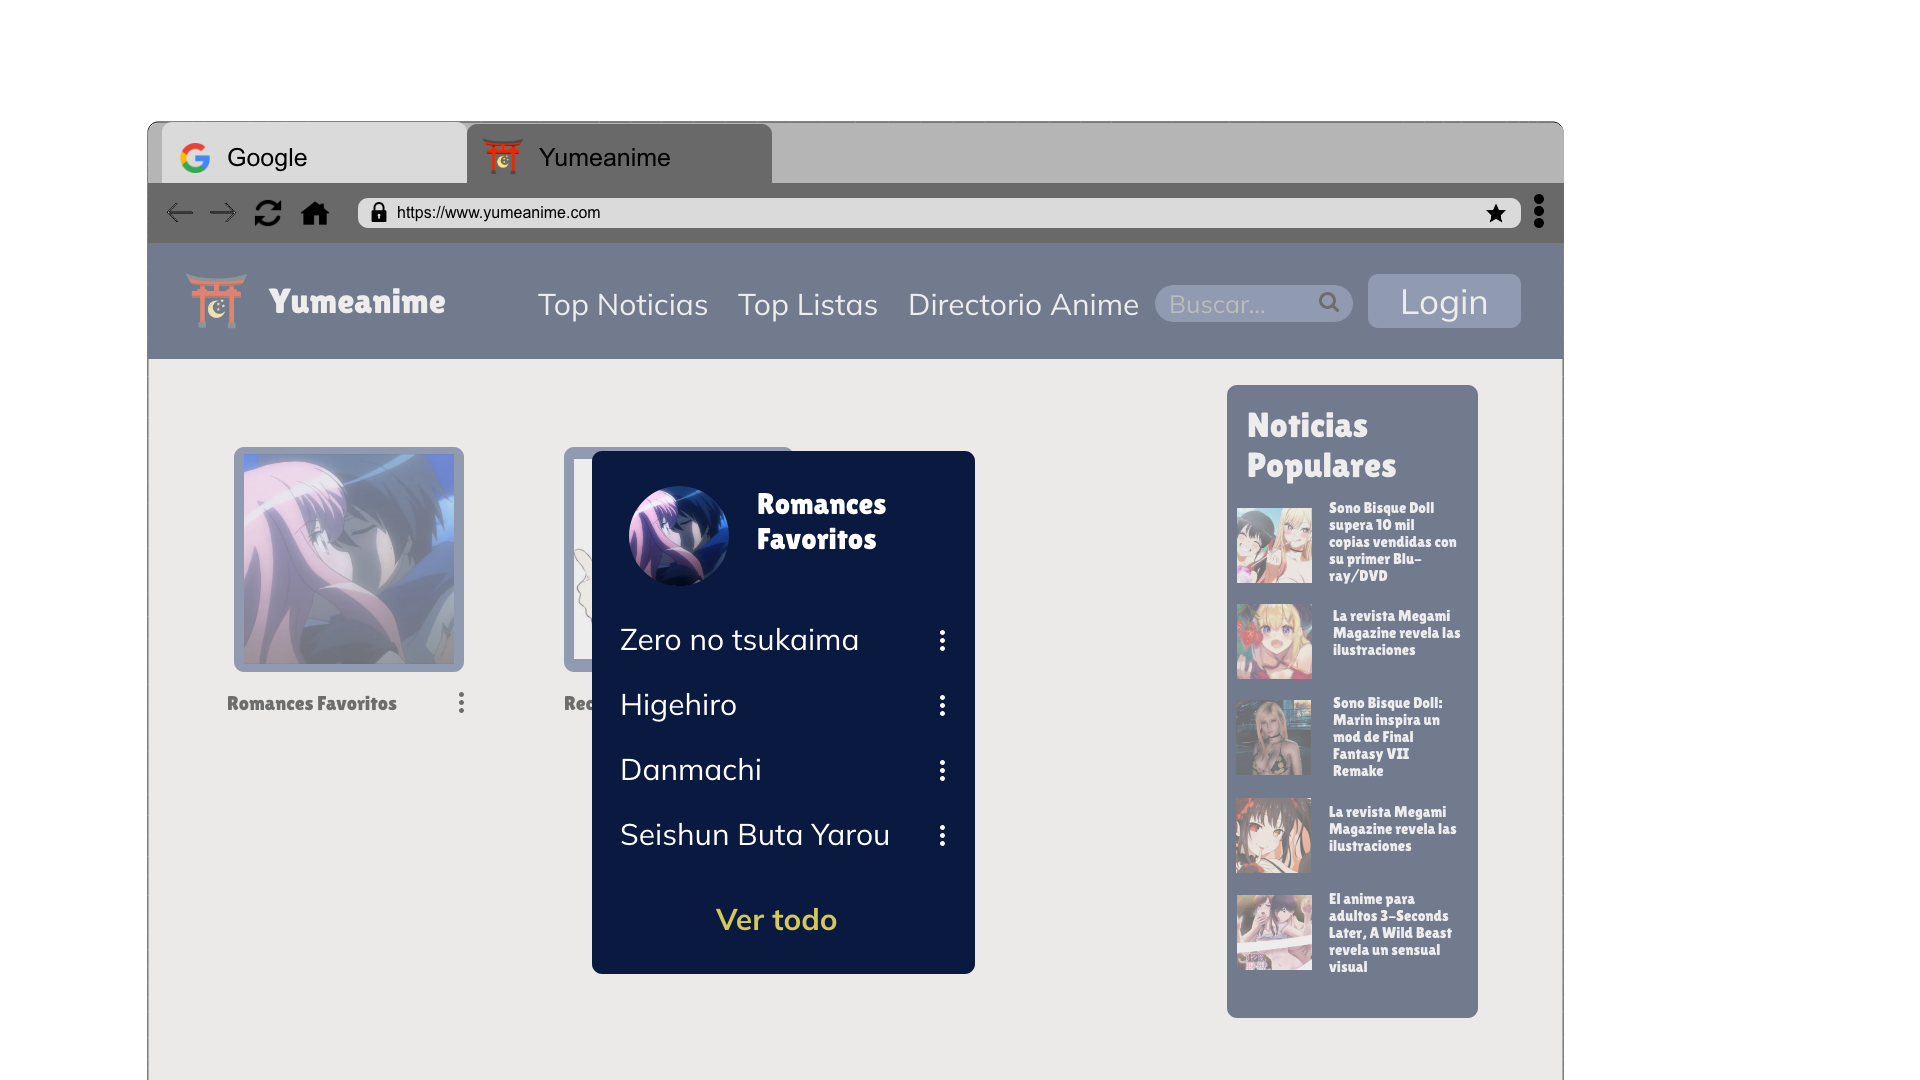 Google
Yumeanime
https://www.yumeanime.com
Yumeanime
Top Noticias
Top Listas
Directorio Anime
Buscar...
Login
Romances Favoritos
Romances
Favoritos
Zero no tsukaima
Higehiro
Danmachi
Seishun Buta Yarou
Ver todo
Noticias
Populares
Sono Bisque Doll
supera 10 mil
copias vendidas con
su primer Blu-
ray/DVD
La revista Megami
Magazine revela las
ilustraciones
Sono Bisque Doll:
Marin inspira un
mod de Final
Fantasy VII
Remake
La revista Megami
Magazine revela las
ilustraciones
El anime para
adultos 3-Seconds
Later, A Wild Beast
revela un sensual
visual